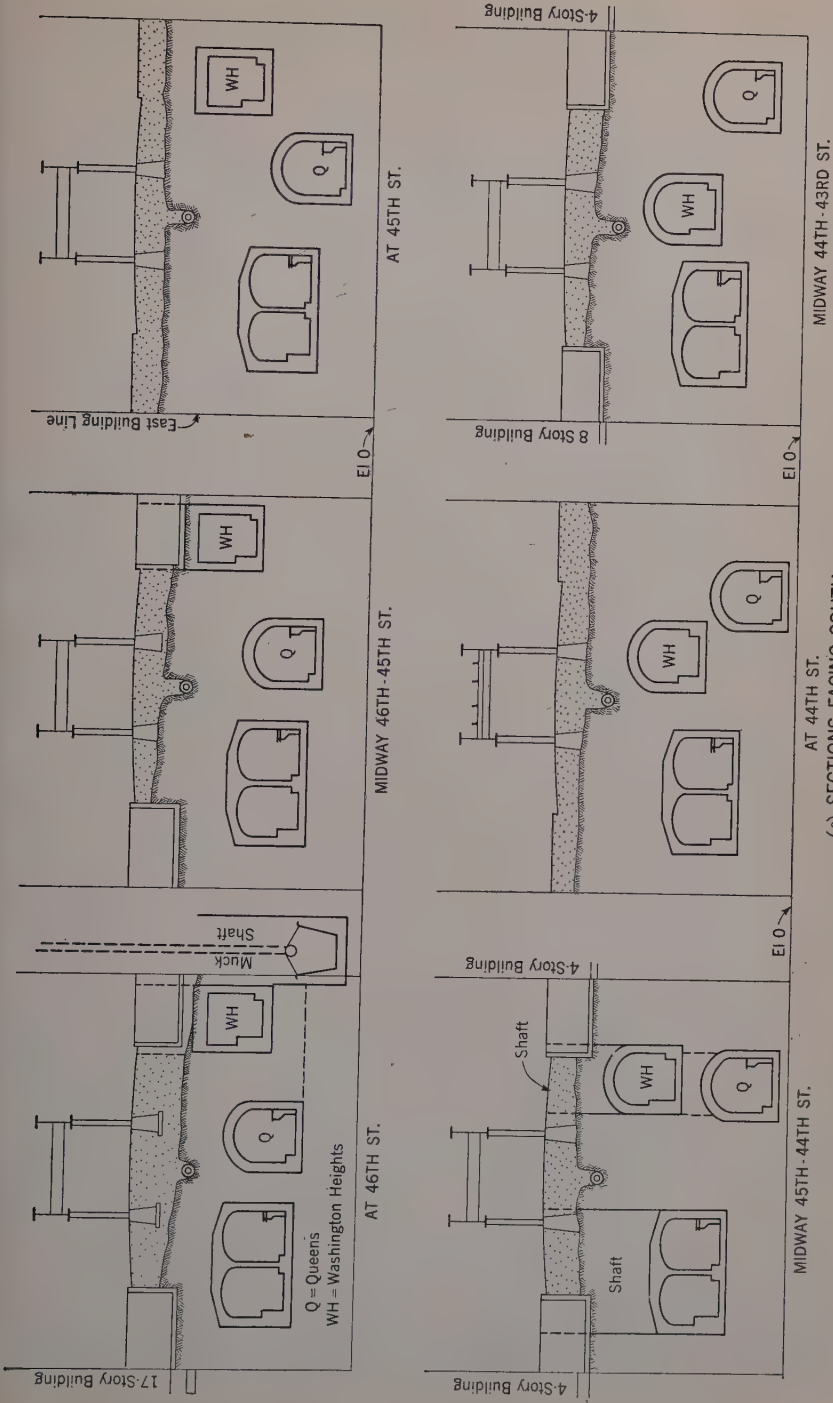 17-Story Building
WH
Muck
Shaft
Q
Q = Queens
WH = Washington Heights
AT 46TH ST.
WH
Q
MIDWAY 46TH-45TH ST.
East Building Line
WH
Q
El 0
AT 45TH ST.
4-Story Building
4-Story Building
Shaft
WH
Shaft
Q
MIDWAY 45TH-44TH ST.
WH
Q
El 0
AT 44TH ST.
8 Story Building
4-Story Building
WH
Q
El 0
MIDWAY 44TH-43RD ST.
SECTIONS FACING SOUTH